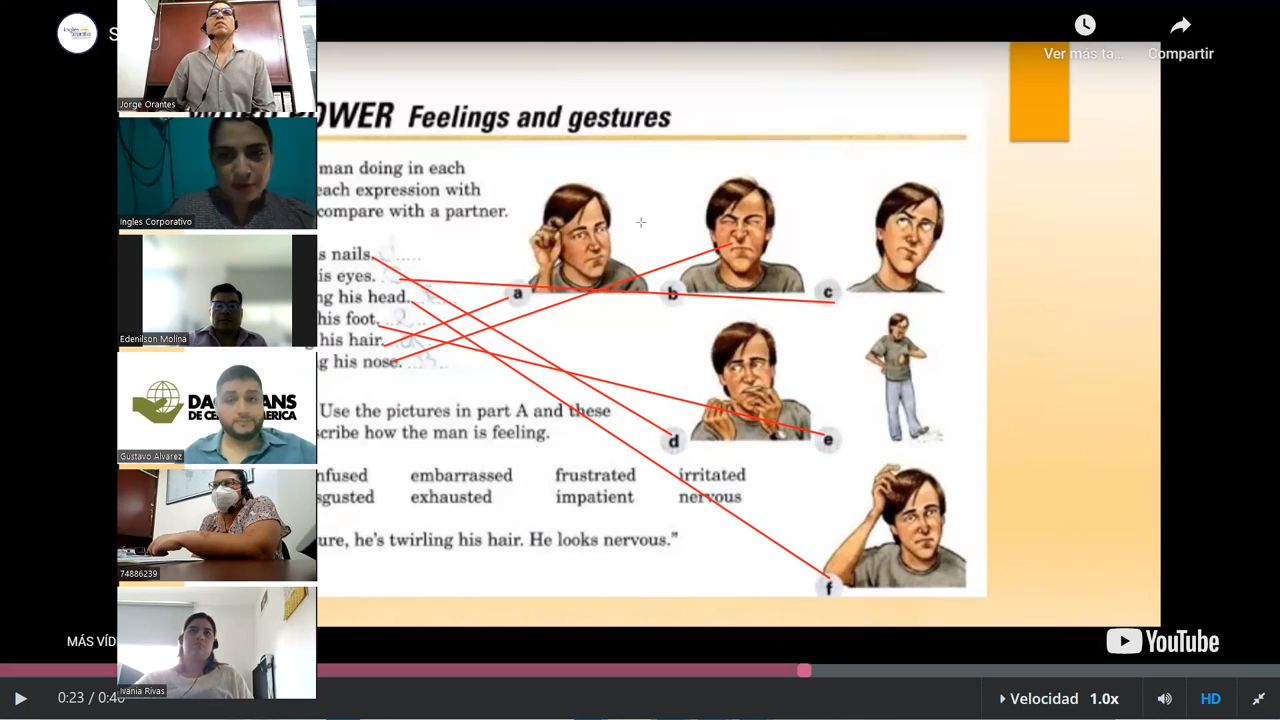 Jorge Orantes
Ingles Corporativo
Edenilson Molina
Gustavo Alvarez
74886239
Ivania Rivas
Ver más ta...
Compartir
POWER Feelings and gestures
man doing in each
each expression with
compare with a partner.
s nails.
is eyes.
ng his head.
his foot.
his hair.
g his nose.
a
b
c
d
e
f
Use the pictures in part A and these
scribe how the man is feeling.
nfused embarrassed frustrated irritated
sgusted exhausted impatient nervous
ure, he's twirling his hair. He looks nervous."
MÁS VÍD
YouTube
0:23 / 0:46
Velocidad 1.0x
HD